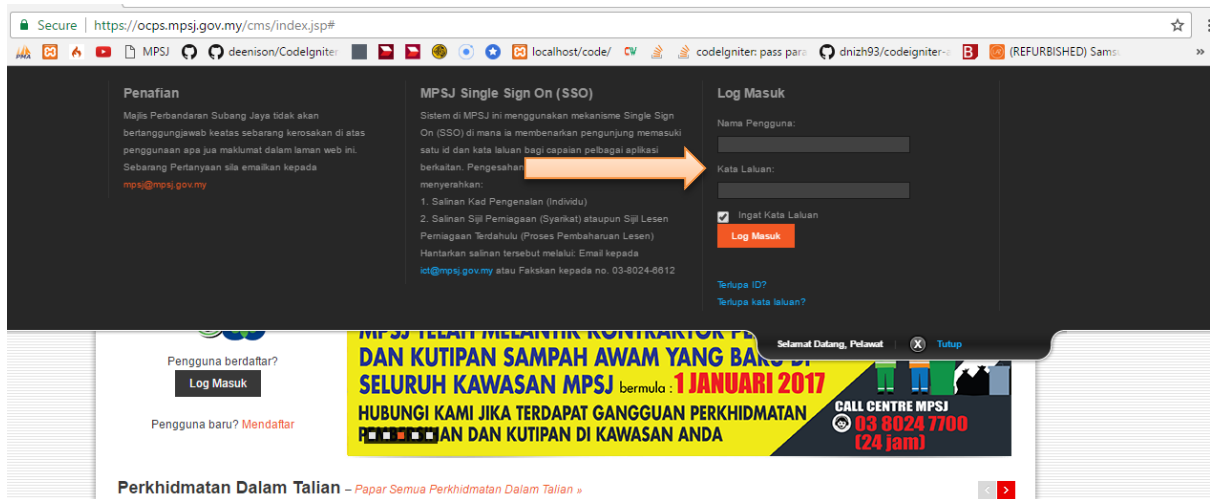 Secure | https://ocps.mpsj.gov.my/cms/index.jsp#
PMA MPSJ deenison/CodeIgniter localhost/code/ CV codeIgniter: pass para dnizh93/codeigniter-a B (REFURBISHED) Sams »
Penafian
Majlis Perbandaran Subang Jaya tidak akan
bertanggungjawab keatas sebarang kerosakan di atas
penggunaan apa jua maklumat dalam laman web ini.
Sebarang Pertanyaan sila emailkan kepada
mpsj@mpsj.gov.my
MPSJ Single Sign On (SSO)
Sistem di MPSJ ini menggunakan mekanisme Single Sign
On (SSO) di mana ia membenarkan pengunjung memasuki
satu id dan kata laluan bagi capaian pelbagai aplikasi
berkaitan. Pengesahan
menyerahkan:
1. Salinan Kad Pengenalan (Individu)
2. Salinan Sijil Perniagaan (Syarikat) ataupun Sijil Lesen
Perniagaan Terdahulu (Proses Pembaharuan Lesen)
Hantarkan salinan tersebut melalui: Email kepada
ict@mpsj.gov.my atau Fakskan kepada no. 03-8024-6612
Log Masuk
Nama Pengguna:
Kata Laluan:
Ingat Kata Laluan
Log Masuk
Terlupa ID?
Terlupa kata laluan?
Selamat Datang, Pelawat X Tutup
Pengguna berdaftar?
Log Masuk
Pengguna baru? Mendaftar
MPSJ TELAH MELANTIK KONTRAKTOR
DAN KUTIPAN SAMPAH AWAM YANG BARU DI
SELURUH KAWASAN MPSJ bermula : 1 JANUARI 2017
HUBUNGI KAMI JIKA TERDAPAT GANGGUAN PERKHIDMATAN
DAN KUTIPAN DI KAWASAN ANDA
CALL CENTRE MPSJ
03 8024 7700
(24 jam)
Perkhidmatan Dalam Talian – Papar Semua Perkhidmatan Dalam Talian »
< >